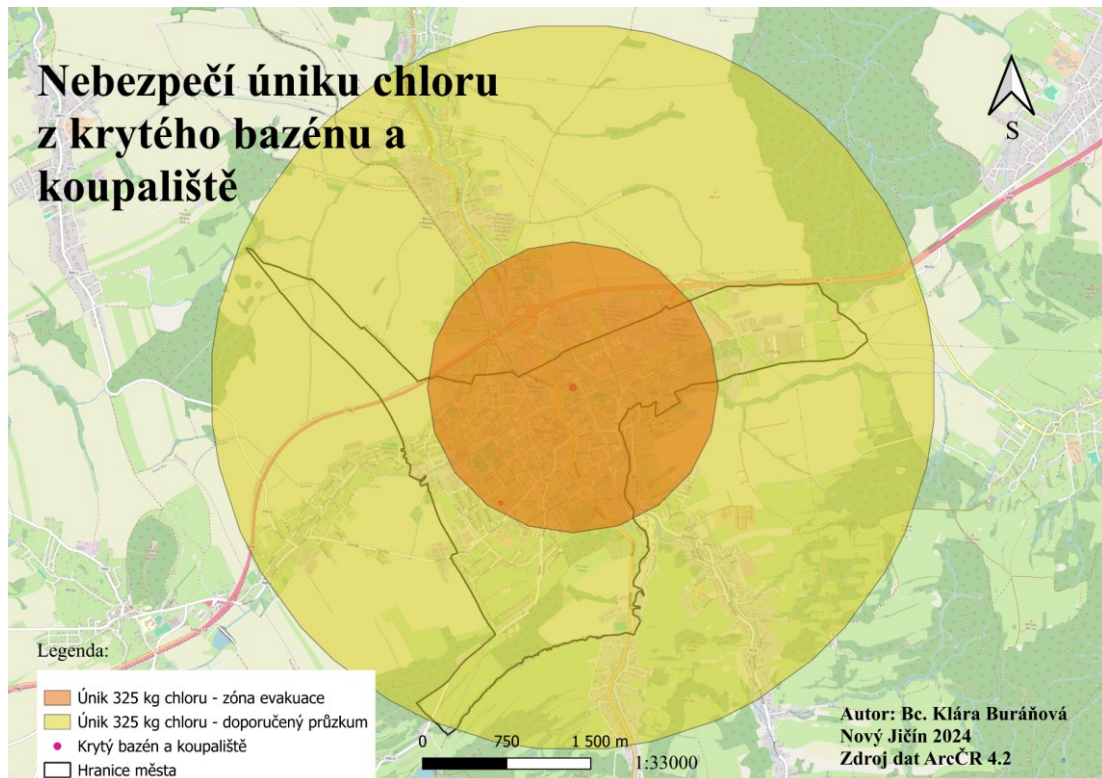 Nebezpečí úniku chloru
z krytého bazénu a
koupaliště
S
Legenda:
Únik 325 kg chloru - zóna evakuace
Únik 325 kg chloru - doporučený průzkum
Krytý bazén a koupaliště
Hranice města
0 750 1 500 m
1:33000
Autor: Bc. Klára Buráňová
Nový Jičín 2024
Zdroj dat ArcČR 4.2